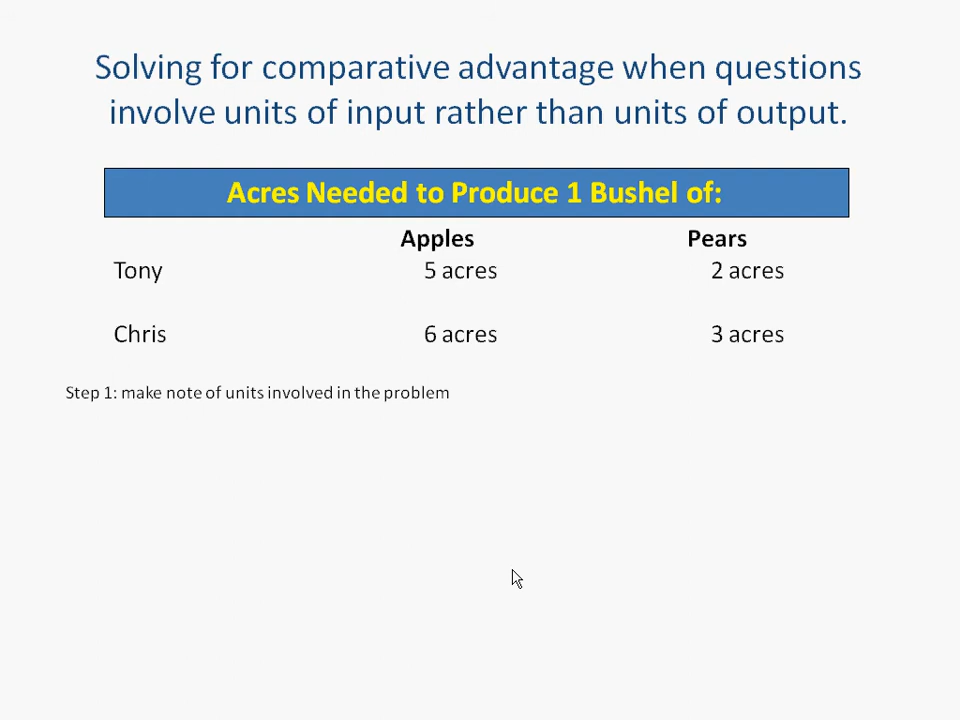 Solving for comparative advantage when questions
involve units of input rather than units of output.
Acres Needed to Produce 1 Bushel of:
Apples Pears
Tony 5 acres 2 acres
Chris 6 acres 3 acres
Step 1: make note of units involved in the problem